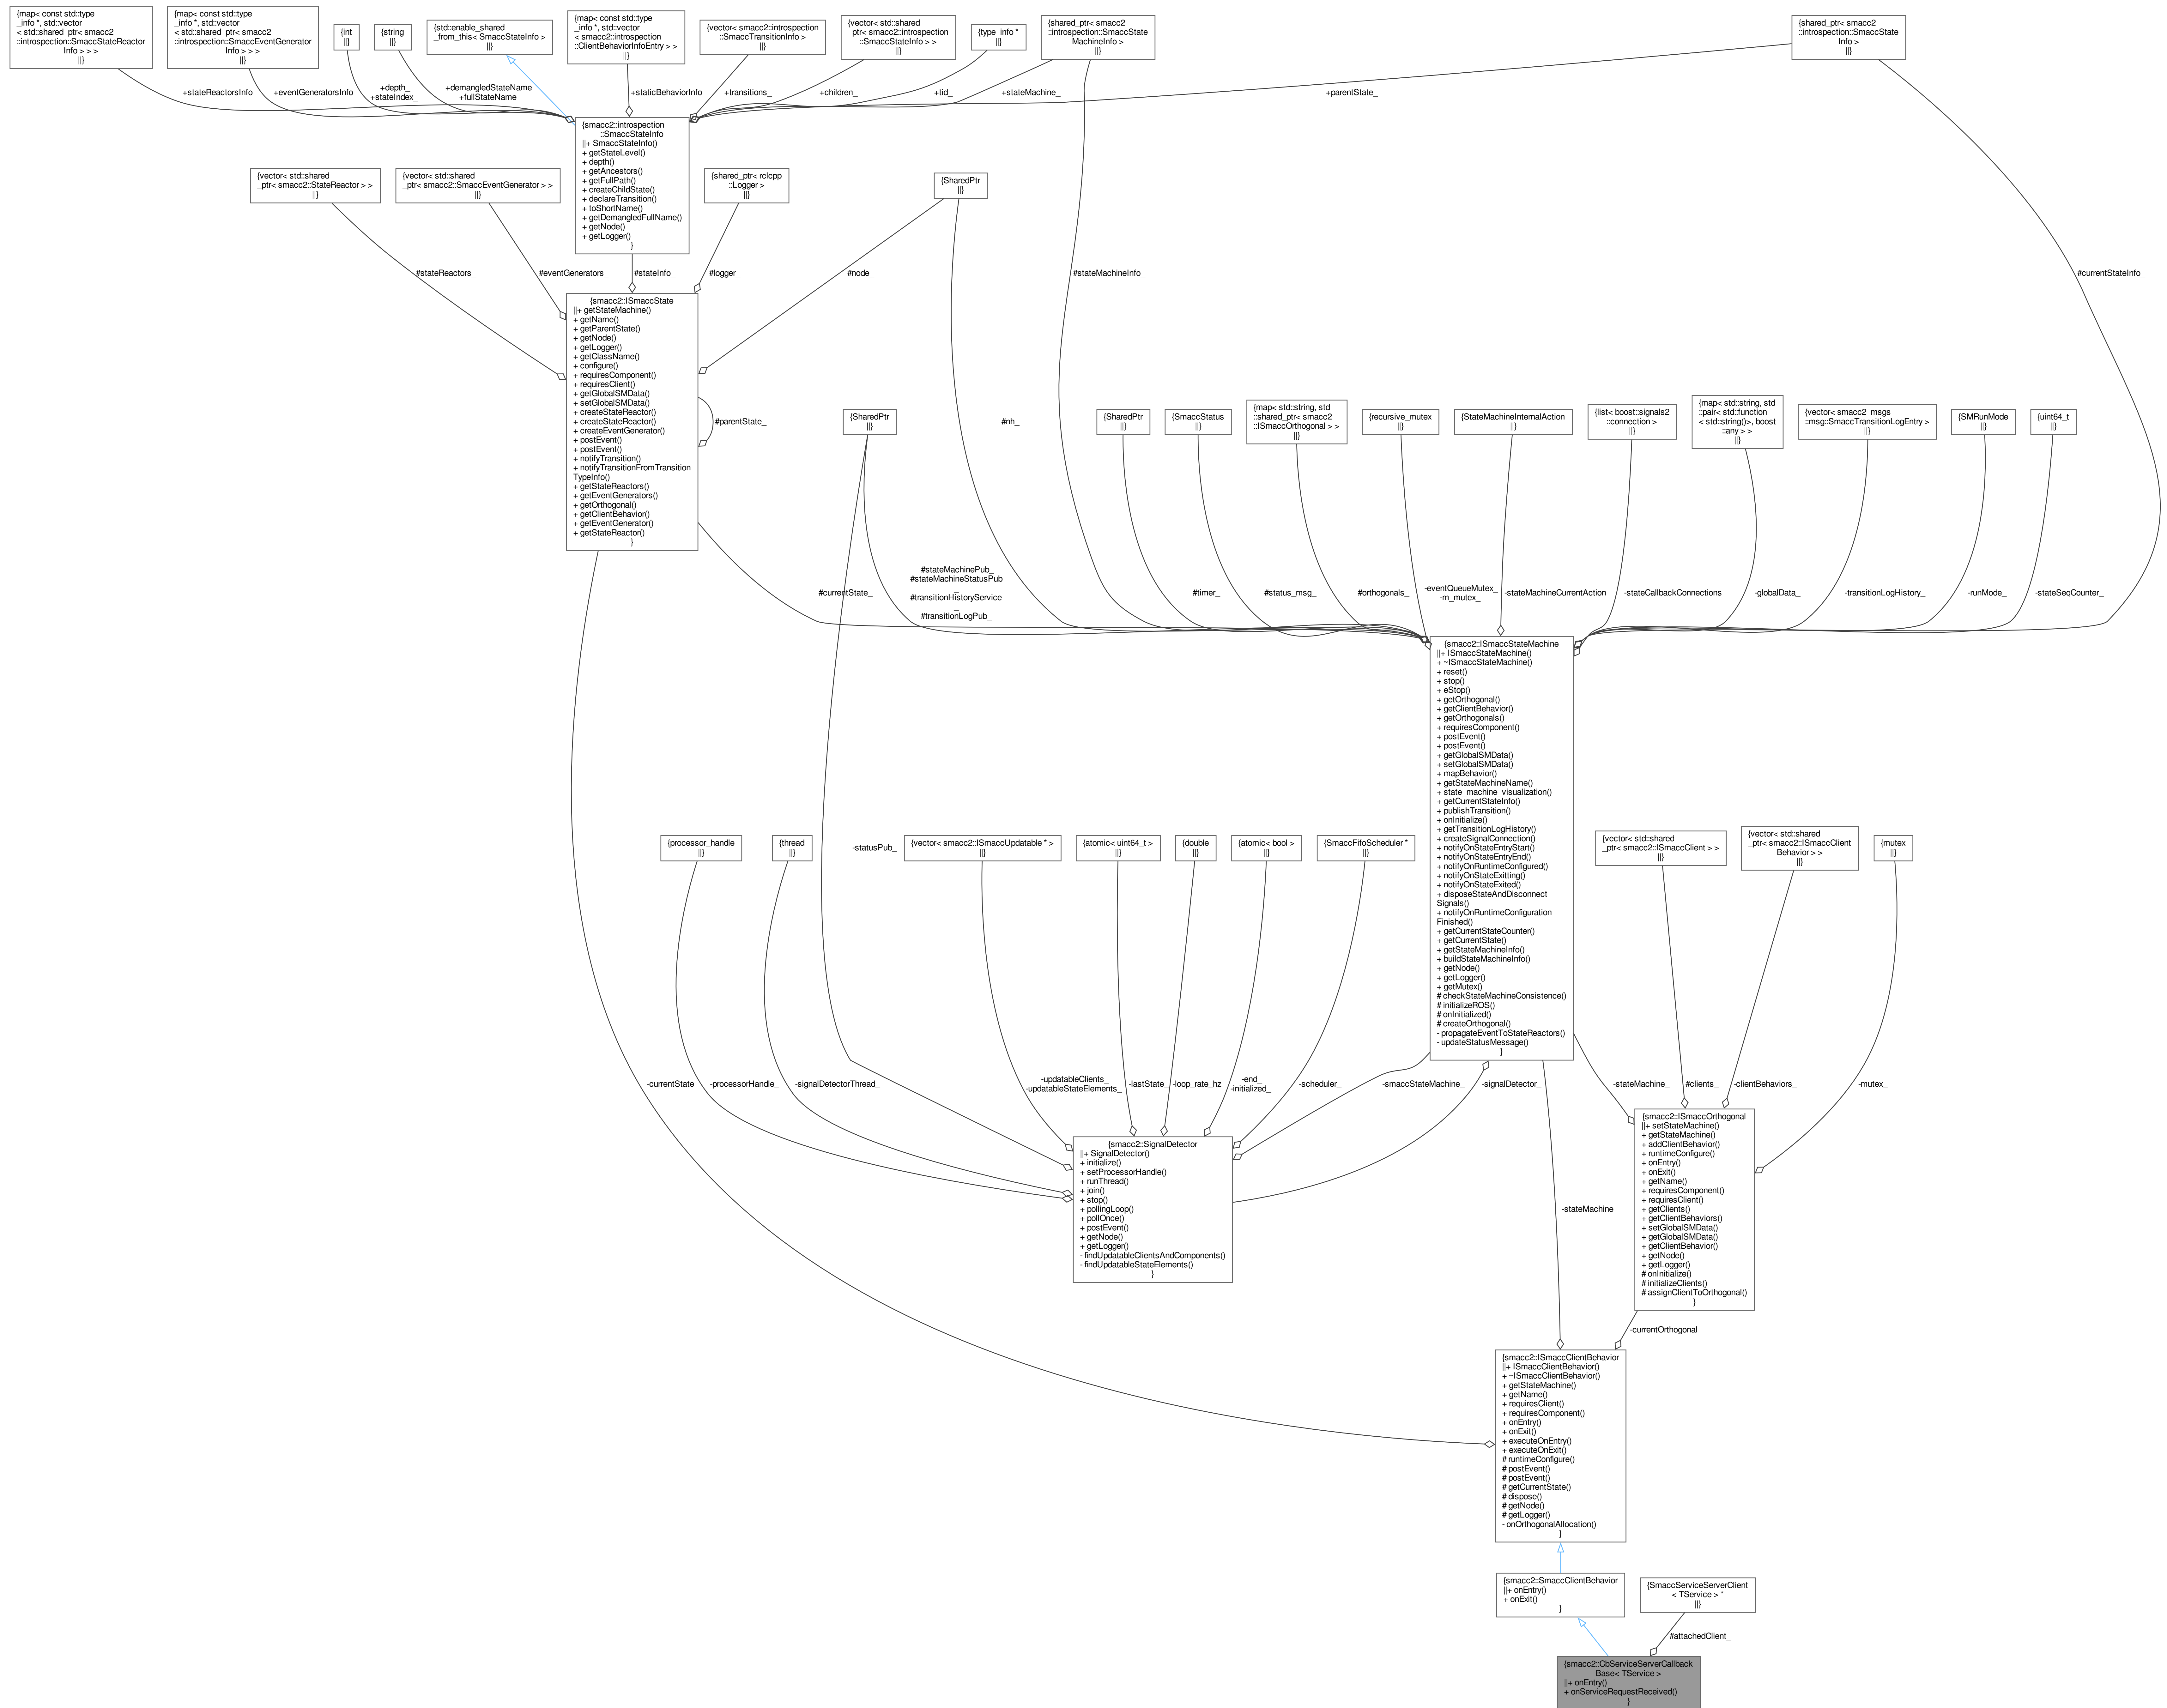 {map< const std::type
_info *, std::vector
< std::shared_ptr< smacc2
::introspection::SmaccStateReactor
Info > > >
||}
{map< const std::type
_info *, std::vector
< std::shared_ptr< smacc2
::introspection::SmaccEventGenerator
Info > > >
||}
{int
||}
{string
||}
{std::enable_shared
_from_this< SmaccStateInfo >
||}
{map< const std::type
_info *, std::vector
< smacc2::introspection
::ClientBehaviorInfoEntry > >
||}
{vector< smacc2::introspection
::SmaccTransitionInfo >
||}
{vector< std::shared
_ptr< smacc2::introspection
::SmaccStateInfo > >
||}
{type_info *
||}
{shared_ptr< smacc2
::introspection::SmaccState
MachineInfo >
||}
{shared_ptr< smacc2
::introspection::SmaccState
Info >
||}
+stateReactorsInfo
+eventGeneratorsInfo
+depth_
+stateIndex_
+demangledStateName
+fullStateName
+staticBehaviorInfo
+transitions_
+children_
+tid_
+stateMachine_
+parentState_
{smacc2::introspection
::SmaccStateInfo
||+ SmaccStateInfo()
+ getStateLevel()
+ depth()
+ getAncestors()
+ getFullPath()
+ createChildState()
+ declareTransition()
+ toShortName()
+ getDemangledFullName()
+ getNode()
+ getLogger()
}
{vector< std::shared
_ptr< smacc2::StateReactor > >
||}
{vector< std::shared
_ptr< smacc2::SmaccEventGenerator > >
||}
{shared_ptr< rclcpp
::Logger >
||}
{SharedPtr
||}
#stateReactors_
#eventGenerators_
#stateInfo_
#logger_
#node_
#stateMachineInfo_
#currentStateInfo_
{smacc2::ISmaccState
||+ getStateMachine()
+ getName()
+ getParentState()
+ getNode()
+ getLogger()
+ getClassName()
+ configure()
+ requiresComponent()
+ requiresClient()
+ getGlobalSMData()
+ setGlobalSMData()
+ createStateReactor()
+ createStateReactor()
+ createEventGenerator()
+ postEvent()
+ postEvent()
+ notifyTransition()
+ notifyTransitionFromTransition
TypeInfo()
+ getStateReactors()
+ getEventGenerators()
+ getOrthogonal()
+ getClientBehavior()
+ getEventGenerator()
+ getStateReactor()
}
#parentState_
{SharedPtr
||}
#nh_
{SharedPtr
||}
{SmaccStatus
||}
{map< std::string, std
::shared_ptr< smacc2
::ISmaccOrthogonal > >
||}
{recursive_mutex
||}
{StateMachineInternalAction
||}
{list< boost::signals2
::connection >
||}
{map< std::string, std
::pair< std::function
< std::string()>, boost
::any > >
||}
{vector< smacc2_msgs
::msg::SmaccTransitionLogEntry >
||}
{SMRunMode
||}
{uint64_t
||}
#currentState_
#stateMachinePub_
#stateMachineStatusPub
_
#transitionHistoryService
_
#transitionLogPub_
#timer_
#status_msg_
#orthogonals_
-eventQueueMutex_
-m_mutex_
-stateMachineCurrentAction
-stateCallbackConnections
-globalData_
-transitionLogHistory_
-runMode_
-stateSeqCounter_
{smacc2::ISmaccStateMachine
||+ ISmaccStateMachine()
+ ~ISmaccStateMachine()
+ reset()
+ stop()
+ eStop()
+ getOrthogonal()
+ getClientBehavior()
+ getOrthogonals()
+ requiresComponent()
+ postEvent()
+ postEvent()
+ getGlobalSMData()
+ setGlobalSMData()
+ mapBehavior()
+ getStateMachineName()
+ state_machine_visualization()
+ getCurrentStateInfo()
+ publishTransition()
+ onInitialize()
+ getTransitionLogHistory()
+ createSignalConnection()
+ notifyOnStateEntryStart()
+ notifyOnStateEntryEnd()
+ notifyOnRuntimeConfigured()
+ notifyOnStateExitting()
+ notifyOnStateExited()
+ disposeStateAndDisconnect
Signals()
+ notifyOnRuntimeConfiguration
Finished()
+ getCurrentStateCounter()
+ getCurrentState()
+ getStateMachineInfo()
+ buildStateMachineInfo()
+ getNode()
+ getLogger()
+ getMutex()
# checkStateMachineConsistence()
# initializeROS()
# onInitialized()
# createOrthogonal()
- propagateEventToStateReactors()
- updateStatusMessage()
}
{processor_handle
||}
{thread
||}
-statusPub_
{vector< smacc2::ISmaccUpdatable * >
||}
{atomic< uint64_t >
||}
{double
||}
{atomic< bool >
||}
{SmaccFifoScheduler *
||}
{vector< std::shared
_ptr< smacc2::ISmaccClient > >
||}
{vector< std::shared
_ptr< smacc2::ISmaccClient
Behavior > >
||}
{mutex
||}
-currentState
-processorHandle_
-signalDetectorThread_
-updatableClients_
-updatableStateElements_
-lastState_
-loop_rate_hz
-end_
-initialized_
-scheduler_
-smaccStateMachine_
-signalDetector_
-stateMachine_
#clients_
-clientBehaviors_
-mutex_
{smacc2::SignalDetector
||+ SignalDetector()
+ initialize()
+ setProcessorHandle()
+ runThread()
+ join()
+ stop()
+ pollingLoop()
+ pollOnce()
+ postEvent()
+ getNode()
+ getLogger()
- findUpdatableClientsAndComponents()
- findUpdatableStateElements()
}
{smacc2::ISmaccOrthogonal
||+ setStateMachine()
+ getStateMachine()
+ addClientBehavior()
+ runtimeConfigure()
+ onEntry()
+ onExit()
+ getName()
+ requiresComponent()
+ requiresClient()
+ getClients()
+ getClientBehaviors()
+ setGlobalSMData()
+ getGlobalSMData()
+ getClientBehavior()
+ getNode()
+ getLogger()
# onInitialize()
# initializeClients()
# assignClientToOrthogonal()
}
-stateMachine_
-currentOrthogonal
{smacc2::ISmaccClientBehavior
||+ ISmaccClientBehavior()
+ ~ISmaccClientBehavior()
+ getStateMachine()
+ getName()
+ requiresClient()
+ requiresComponent()
+ onEntry()
+ onExit()
+ executeOnEntry()
+ executeOnExit()
# runtimeConfigure()
# postEvent()
# postEvent()
# getCurrentState()
# dispose()
# getNode()
# getLogger()
- onOrthogonalAllocation()
}
{smacc2::SmaccClientBehavior
||+ onEntry()
+ onExit()
}
{SmaccServiceServerClient
< TService > *
||}
#attachedClient_
{smacc2::CbServiceServerCallback
Base< TService >
||+ onEntry()
+ onServiceRequestReceived()
}